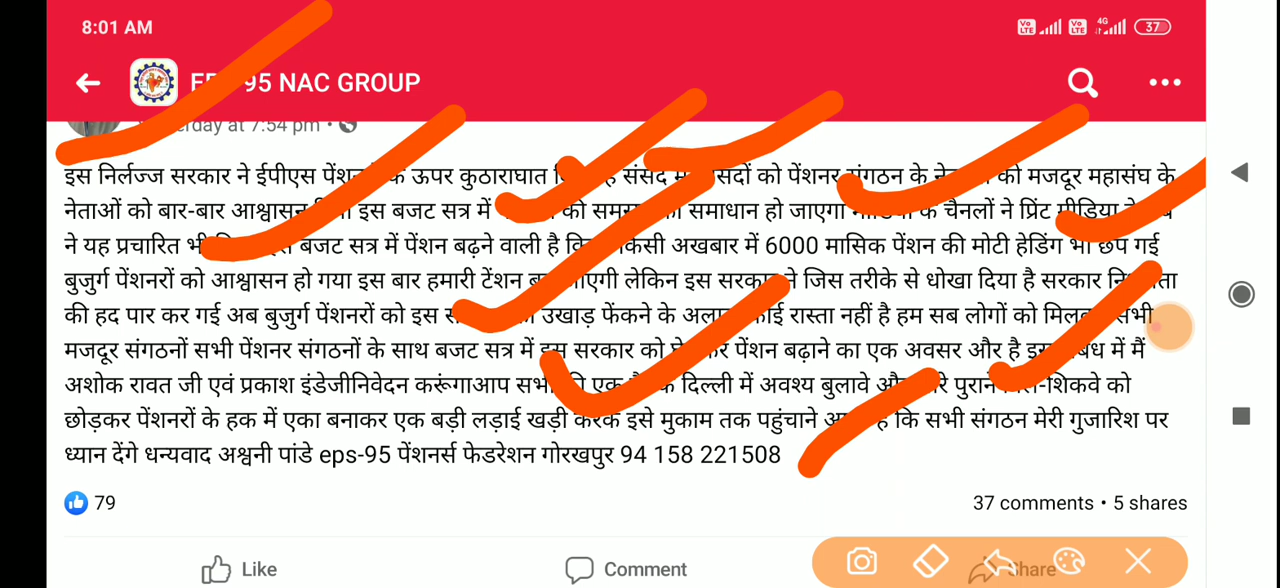 8:01 AM
37
95 NAC GROUP
at 7:54 pm
इस निर्लज्ज सरकार ने ईपीएस ऊपर कुठाराघात संसद को पेंशनर संगठन के को मजदूर महासंघ के
नेताओं को बार-बार आश्वासन इस बजट सत्र में की समाधान हो जाएगा के चैनलों ने प्रिंट मीडिया
ने यह प्रचारित बजट सत्र में पेंशन बढ़ने वाली है किसी अखबार में 6000 मासिक पेंशन की मोटी हेडिंग भी छप गई
बुजुर्ग पेंशनरों को आश्वासन हो गया इस बार हमारी टेंशन लेकिन इस सरकार ने जिस तरीके से धोखा दिया है सरकार
की हद पार कर गई अब बुजुर्ग पेंशनरों को इस उखाड़ फेंकने के अलावा कोई रास्ता नहीं है हम सब लोगों को मिलकर सभी
मजदूर संगठनों सभी पेंशनर संगठनों के साथ बजट सत्र में इस सरकार को पेंशन बढ़ाने का एक अवसर और है में मैं
अशोक रावत जी एवं प्रकाश इंडेजीनिवेदन करूंगाआप सभी एक दिल्ली में अवश्य बुलावे पुराने गिले-शिकवे को
छोड़कर पेंशनरों के हक में एका बनाकर एक बड़ी लड़ाई खड़ी करके इसे मुकाम तक पहुंचाने है कि सभी संगठन मेरी गुजारिश पर
ध्यान देंगे धन्यवाद अश्वनी पांडे eps-95 पेंशनर्स फेडरेशन गोरखपुर 94 158 221508
79
37 comments • 5 shares
Like
Comment
Share